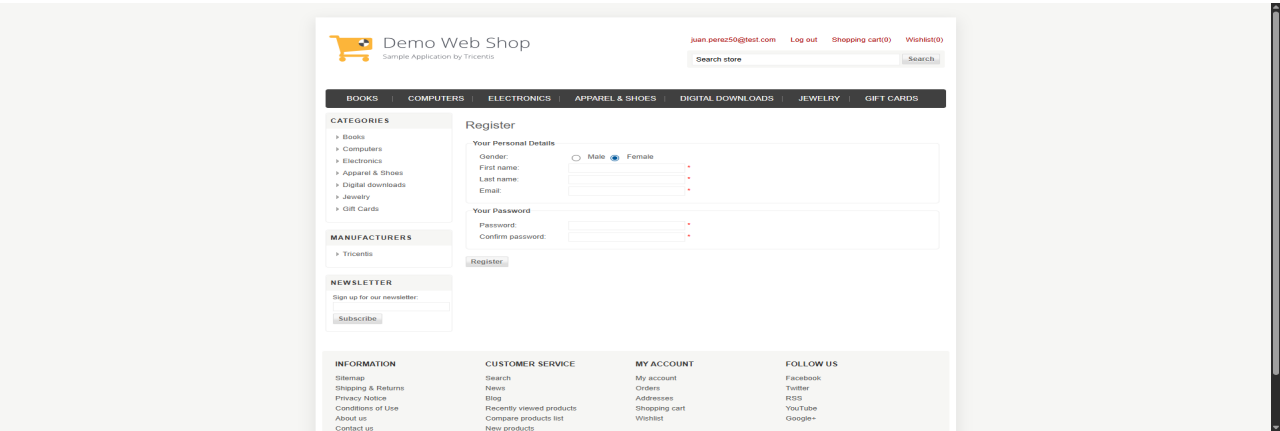 Demo Web Shop
Sample Application by Tricentis
juan.perez50@test.com Log out Shopping cart(0) Wishlist(0)
Search store Search
BOOKS | COMPUTERS | ELECTRONICS | APPAREL & SHOES | DIGITAL DOWNLOADS | JEWELRY | GIFT CARDS
CATEGORIES
Books
Computers
Electronics
Apparel & Shoes
Digital downloads
Jewelry
Gift Cards
MANUFACTURERS
Tricentis
NEWSLETTER
Sign up for our newsletter:
Subscribe
Register
Your Personal Details
Gender: Male Female
First name: *
Last name: *
Email: *
Your Password
Password: *
Confirm password: *
Register
INFORMATION
Sitemap
Shipping & Returns
Privacy Notice
Conditions of Use
About us
Contact us
CUSTOMER SERVICE
Search
News
Blog
Recently viewed products
Compare products list
New products
MY ACCOUNT
My account
Orders
Addresses
Shopping cart
Wishlist
FOLLOW US
Facebook
Twitter
RSS
YouTube
Google+